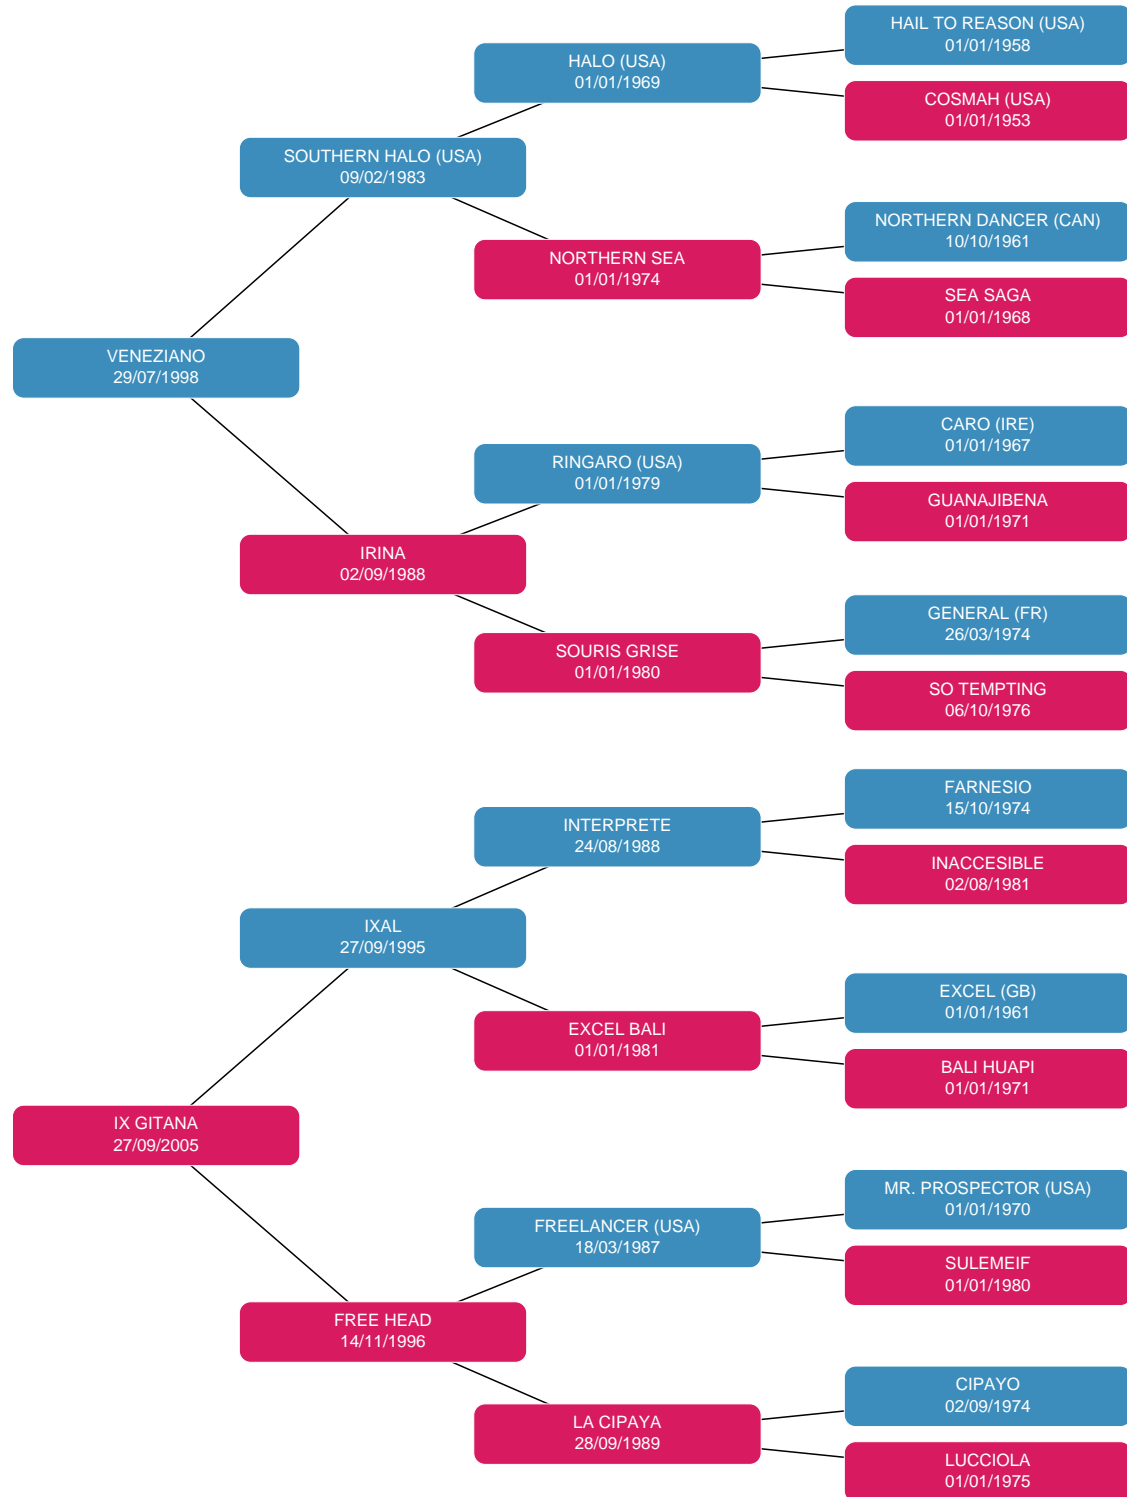 HAIL TO REASON (USA)
01/01/1958
HALO (USA)
01/01/1969
COSMAH (USA)
01/01/1953
SOUTHERN HALO (USA)
09/02/1983
NORTHERN DANCER (CAN)
10/10/1961
NORTHERN SEA
01/01/1974
SEA SAGA
01/01/1968
VENEZIANO
29/07/1998
CARO (IRE)
01/01/1967
RINGARO (USA)
01/01/1979
GUANAJIBENA
01/01/1971
IRINA
02/09/1988
GENERAL (FR)
26/03/1974
SOURIS GRISE
01/01/1980
SO TEMPTING
06/10/1976
FARNESIO
15/10/1974
INTERPRETE
24/08/1988
INACCESIBLE
02/08/1981
IXAL
27/09/1995
EXCEL (GB)
01/01/1961
EXCEL BALI
01/01/1981
BALI HUAPI
01/01/1971
IX GITANA
27/09/2005
MR. PROSPECTOR (USA)
01/01/1970
FREELANCER (USA)
18/03/1987
SULEMEIF
01/01/1980
FREE HEAD
14/11/1996
CIPAYO
02/09/1974
LA CIPAYA
28/09/1989
LUCCIOLA
01/01/1975